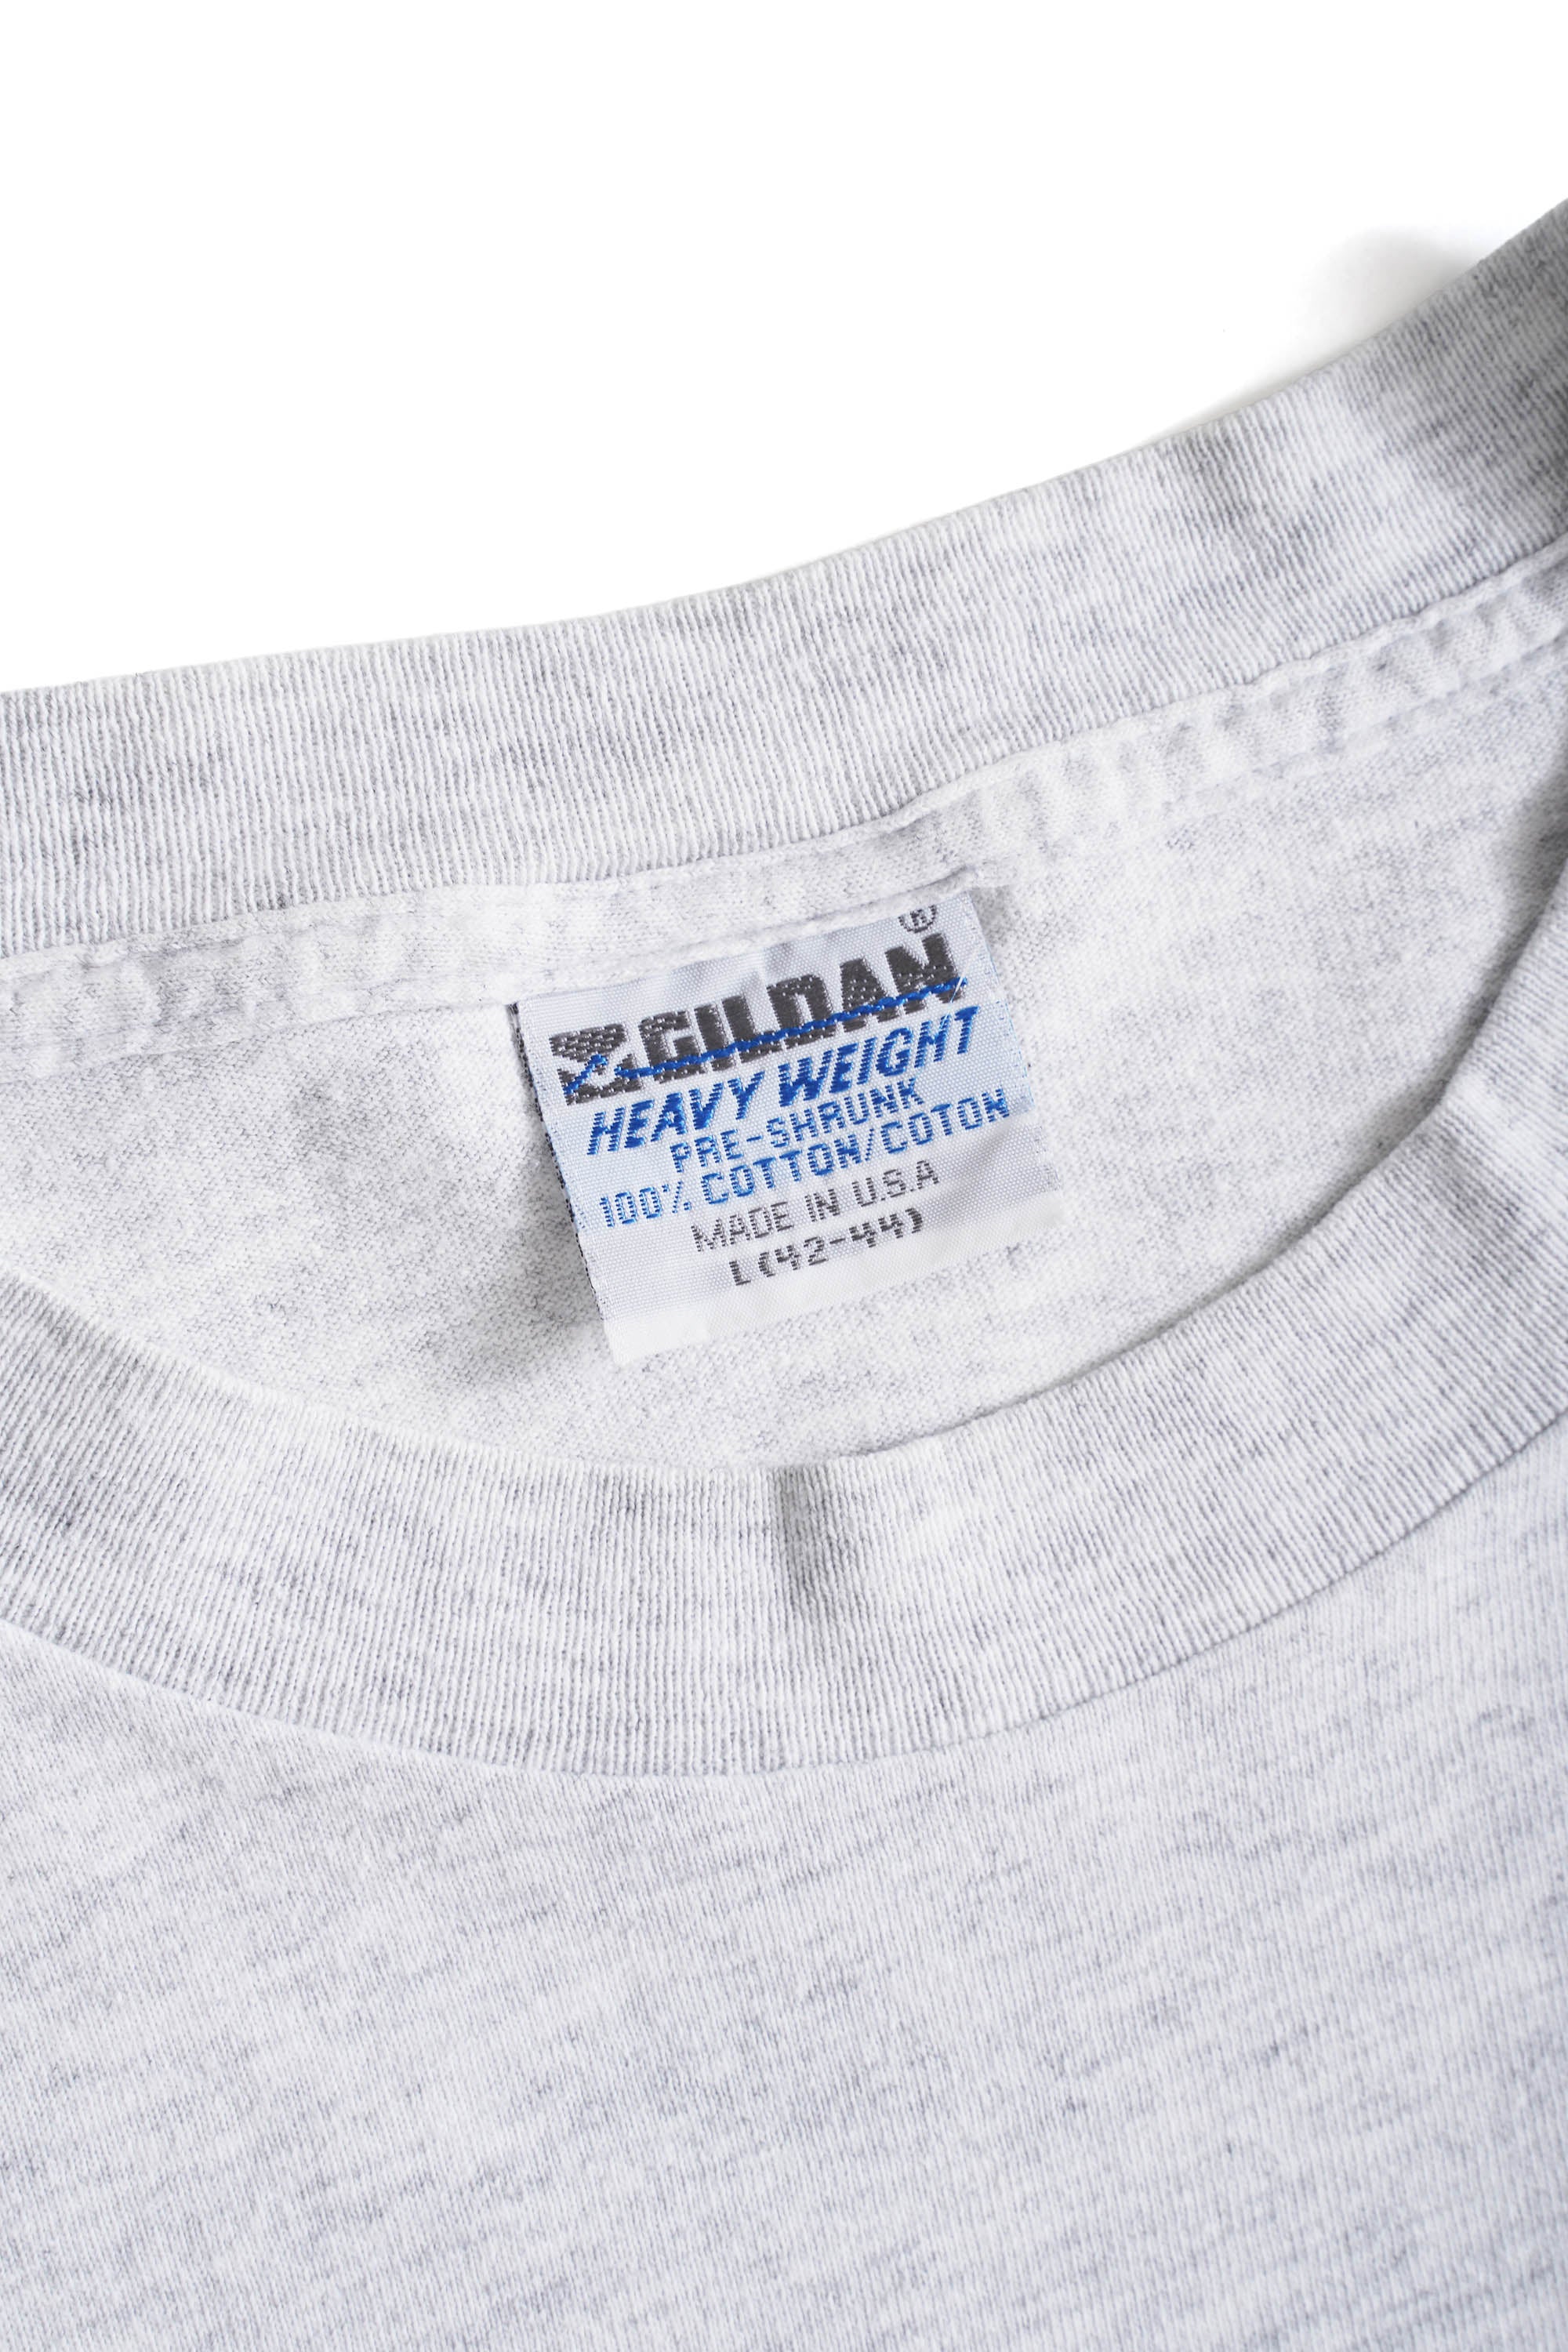 ®
GILDAN
HEAVY WEIGHT
PRE-SHRUNK
100% COTTON/COTON
MADE IN U.S.A
L(42-44)